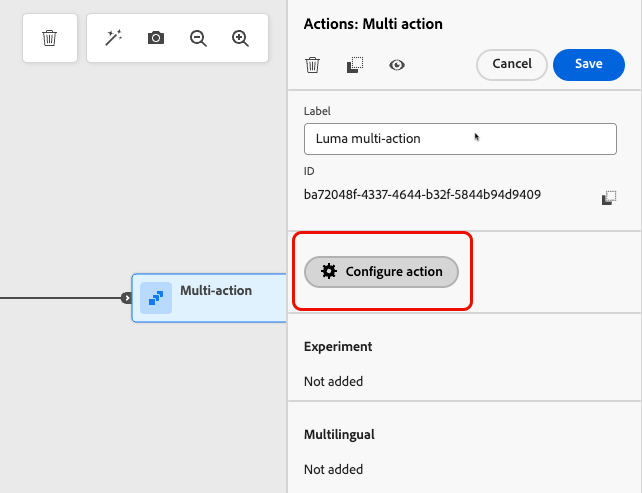 Actions: Multi action
Cancel
Save
Label
Luma multi-action
ID
ba72048f-4337-4644-b32f-5844b94d9409
Multi-action
Configure action
Experiment
Not added
Multilingual
Not added